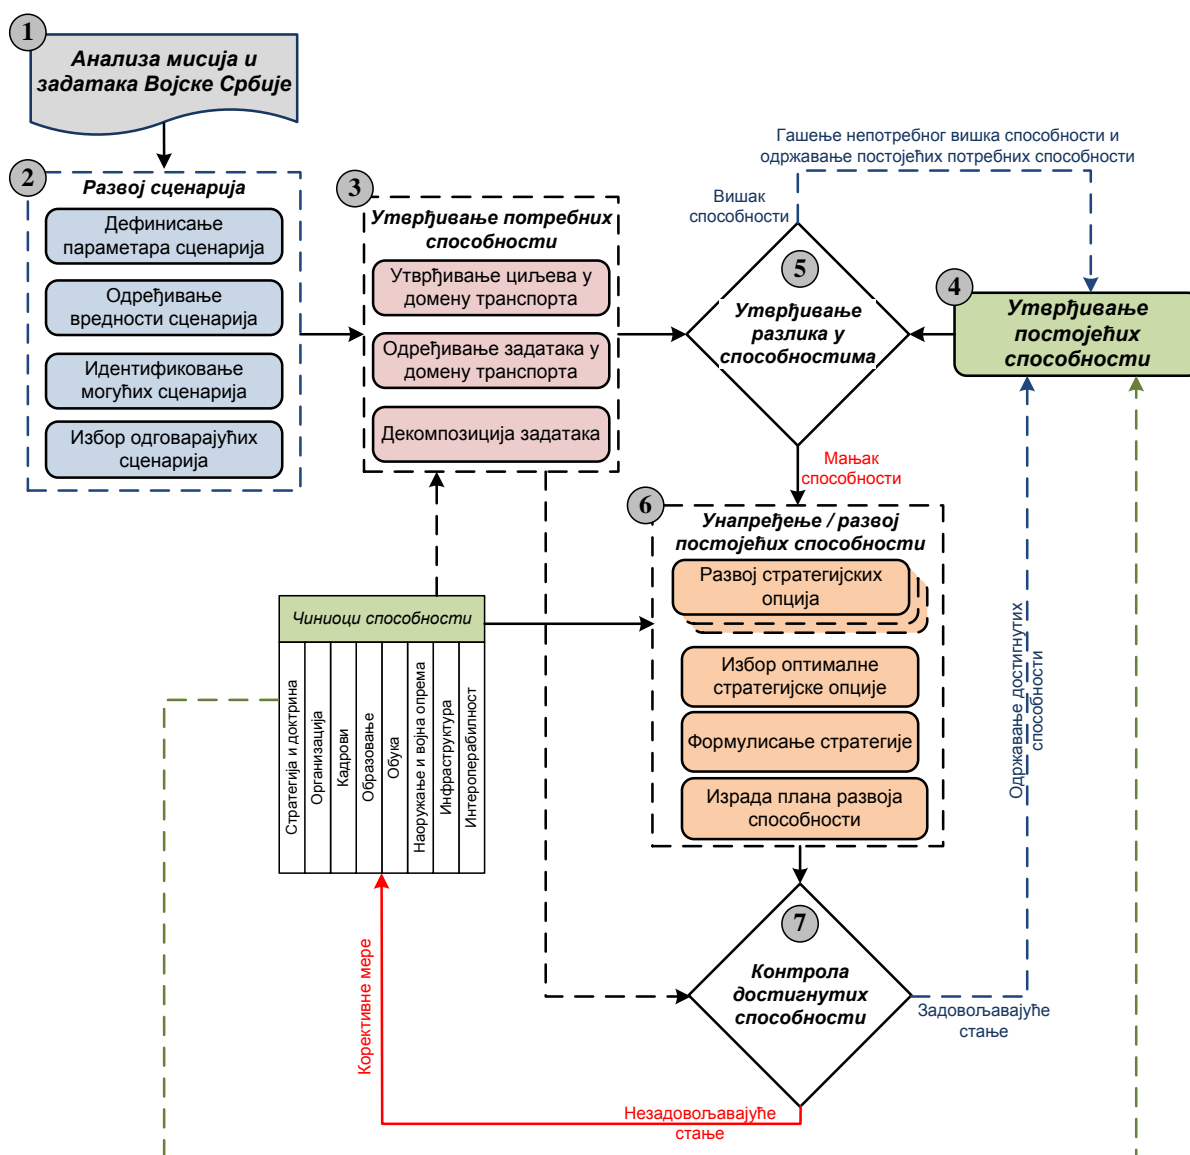 1
Анализа мисија и
задатака Војске Србије
2
Развој сценарија
Дефинисање
параметара сценарија
Одређивање
вредности сценарија
Идентификовање
могућих сценарија
Избор одговарајућих
сценарија
3
Утврђивање потребних
способности
Утврђивање циљева у
домену транспорта
Одређивање задатака у
домену транспорта
Декомпозиција задатака
Гашење непотребног вишка способности и
одржавање постојећих потребних способности
Вишак
способности
5
Утврђивање
разлика у
способностима
4
Утврђивање
постојећих
способности
Мањак
способности
6
Унапређење / развој
постојећих способности
Развој стратегијских
опција
Избор оптималне
стратегијске опције
Формулисање стратегије
Израда плана развоја
способности
Чиниоци способности
Стратегија и доктрина
Организација
Кадрови
Образовање
Обука
Наоружање и војна опрема
Инфраструктура
Интероперабилност
Одржавање достигнутих
способности
7
Контрола
достигнутих
способности
Задовољавајуће
стање
Корективне мере
Незадовољавајуће
стање